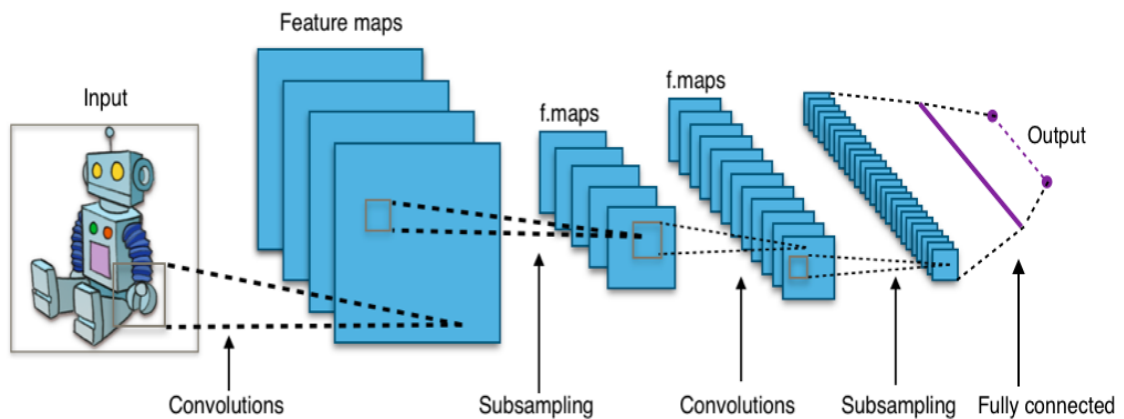 Feature maps
Input
f.maps
f.maps
Output
Convolutions
Subsampling
Convolutions
Subsampling
Fully connected